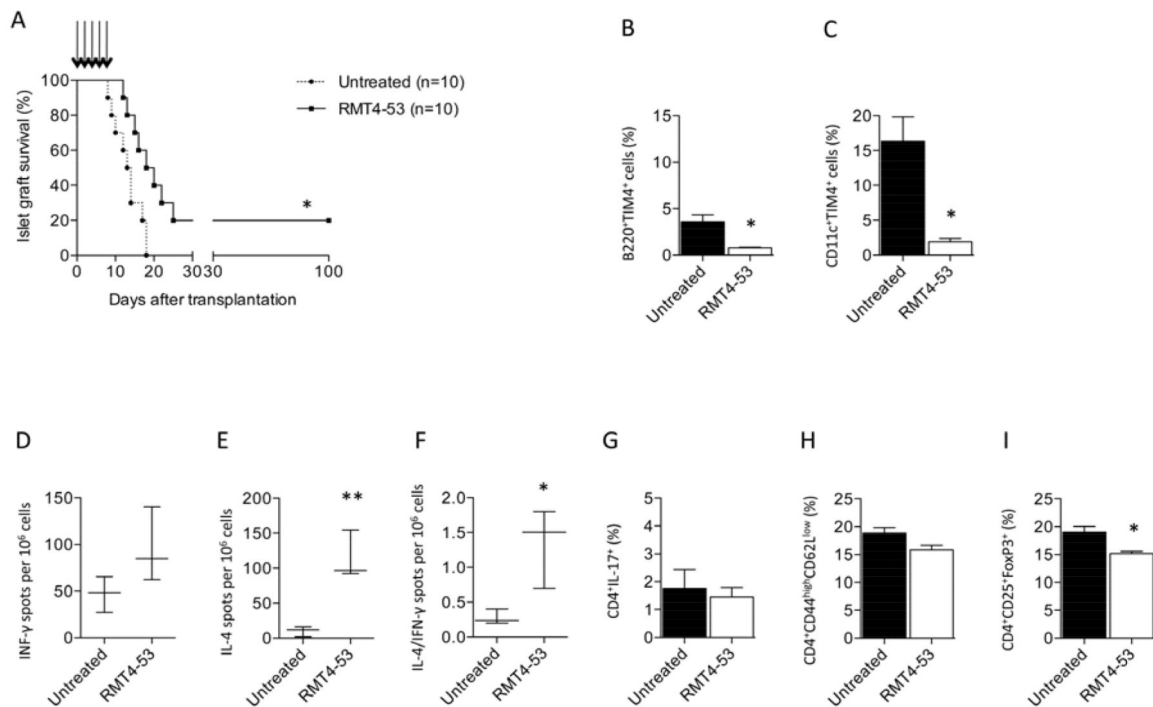 A
Untreated (n=10)
RMT4-53 (n=10)
Islet graft survival (%)
100
80
60
40
20
0
*
0 10 20 30 30 100
Days after transplantation
B
B220⁺TIM4⁺ cells (%)
15
10
5
0
*
Untreated
RMT4-53
C
CD11c⁺TIM4⁺ cells (%)
20
15
10
5
0
*
Untreated
RMT4-53
D
INF-γ spots per 10⁶ cells
150
100
50
0
Untreated
RMT4-53
E
IL-4 spots per 10⁶ cells
200
150
100
50
0
**
Untreated
RMT4-53
F
IL-4/IFN-γ spots per 10⁶ cells
2.0
1.5
1.0
0.5
0.0
*
Untreated
RMT4-53
G
CD4⁺IL-17⁺ (%)
5
4
3
2
1
0
Untreated
RMT4-53
H
CD4⁺CD44ʰⁱᵍʰCD62Lˡᵒʷ (%)
25
20
15
10
5
0
Untreated
RMT4-53
I
CD4⁺CD25⁺FoxP3⁺ (%)
25
20
15
10
5
0
*
Untreated
RMT4-53